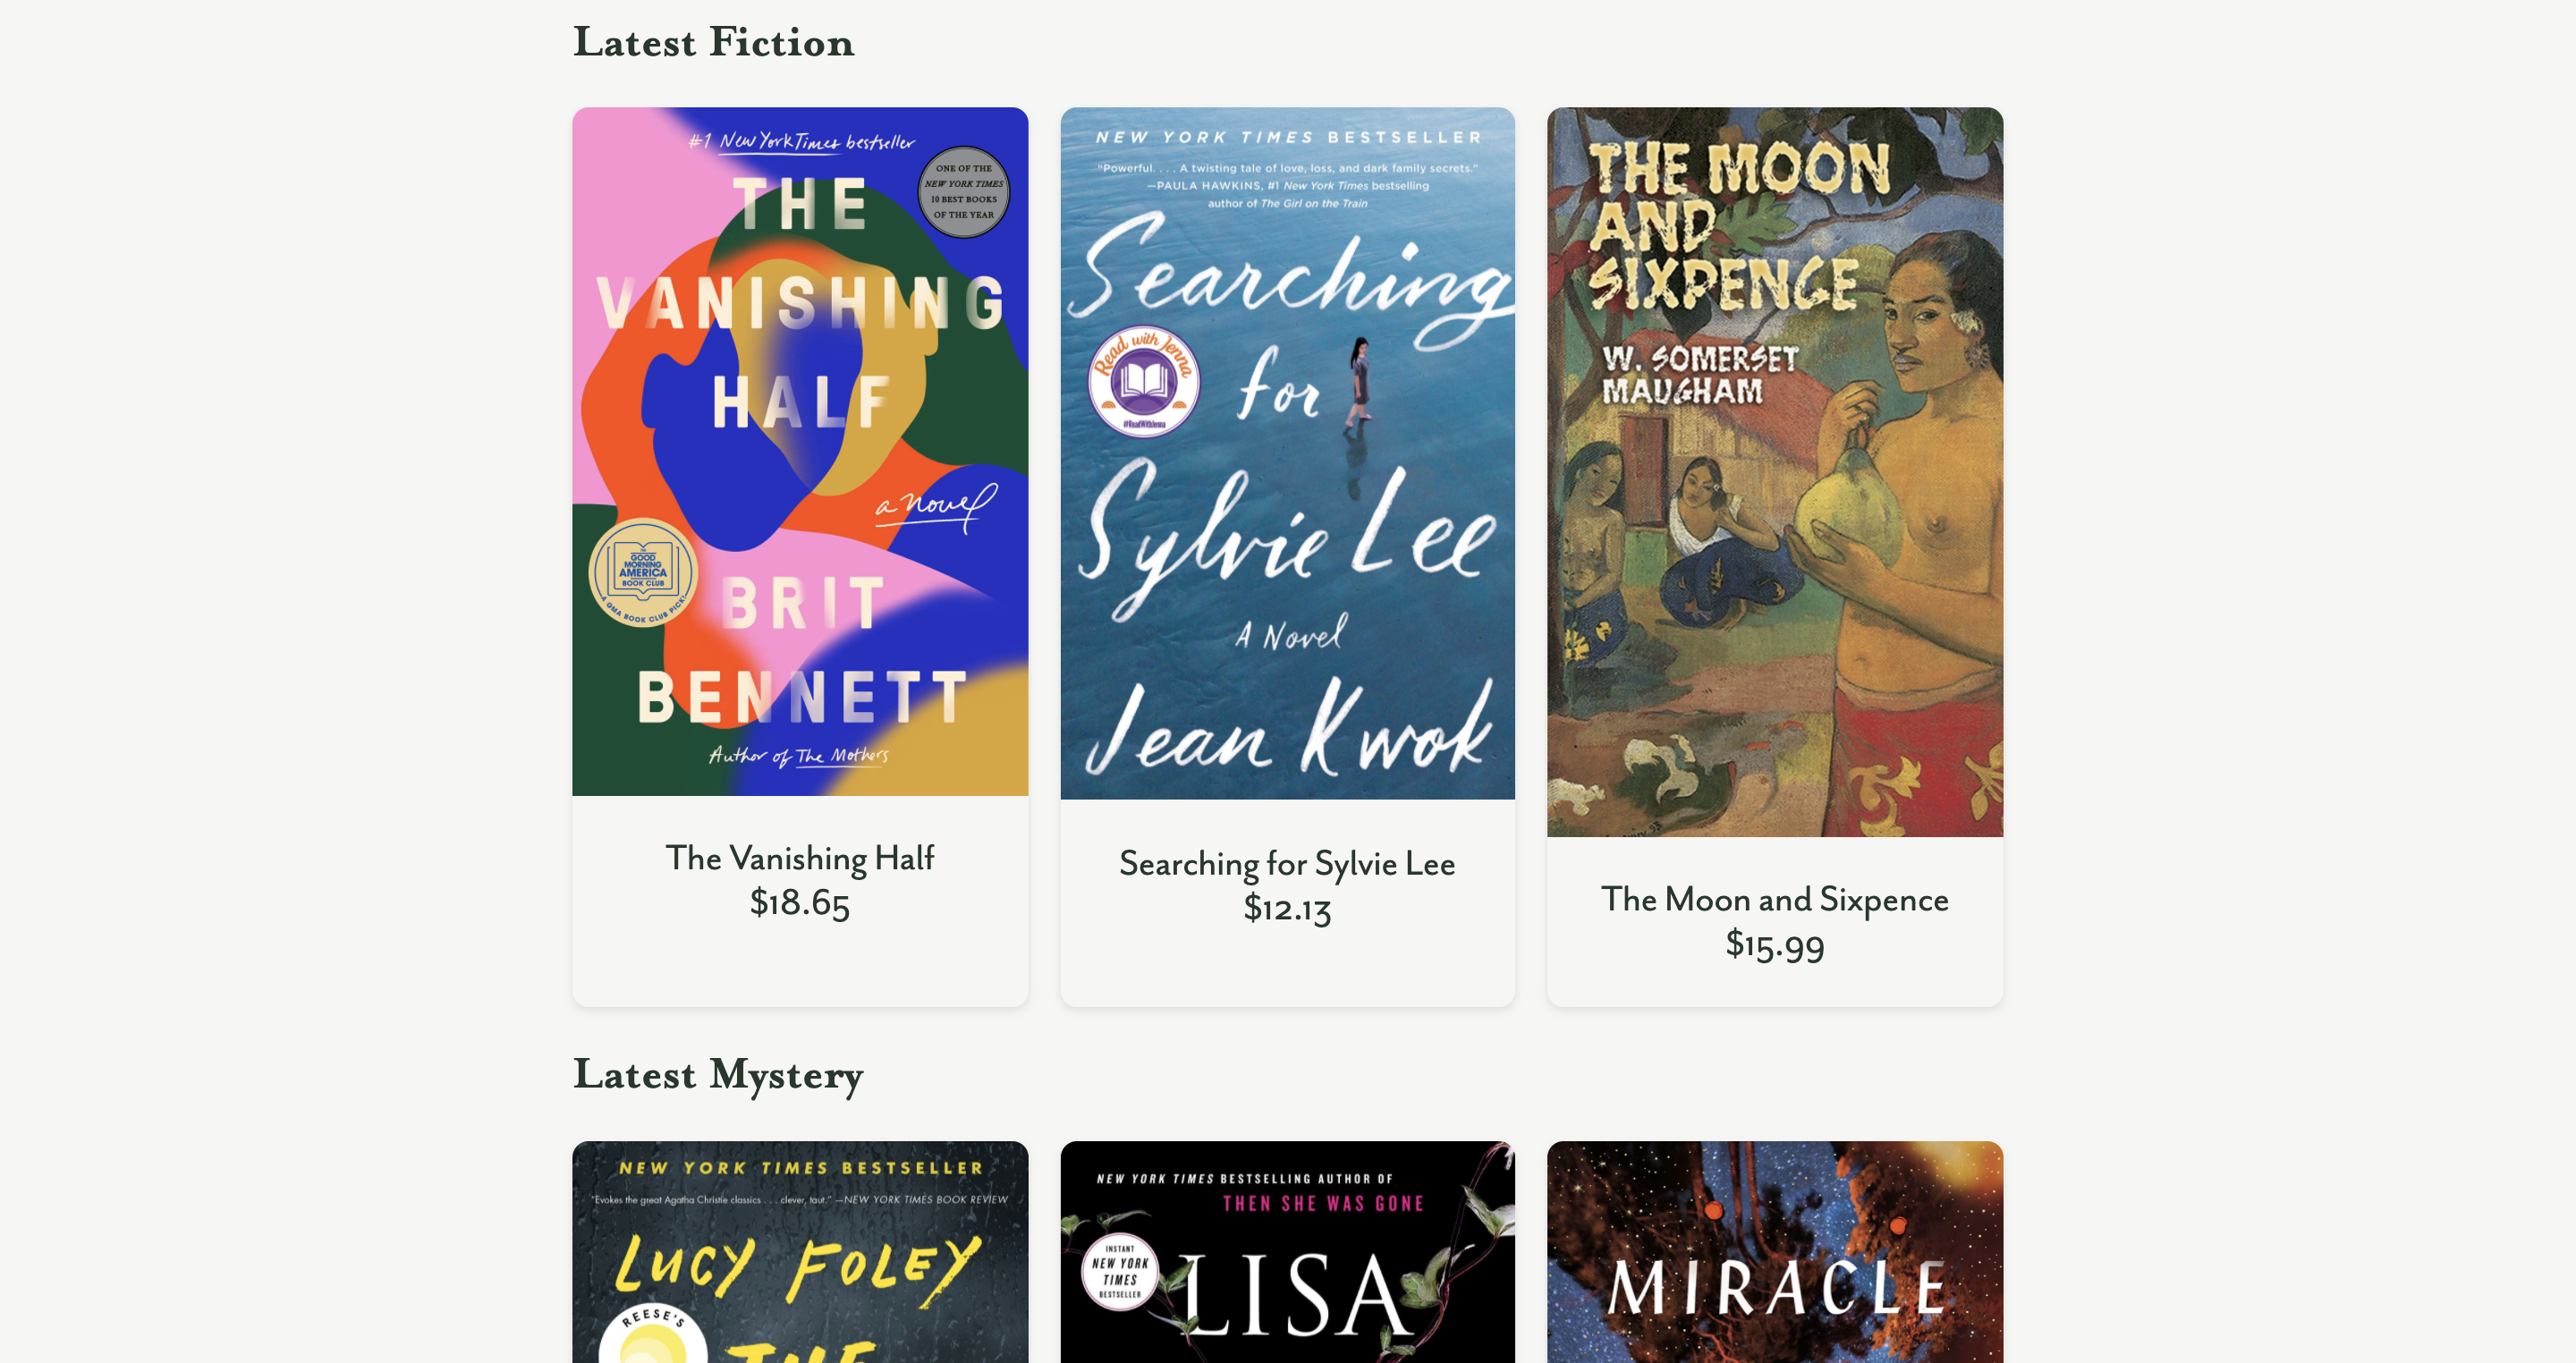 Latest Fiction
#1 New York Times bestseller
ONE OF THE
NEW YORK TIMES
10 BEST BOOKS
OF THE YEAR
THE
VANISHING
HALF
a novel
THE
GOOD
MORNING
AMERICA
BOOK CLUB
A GMA BOOK CLUB PICK!
BRIT
BENNETT
Author of The Mothers
The Vanishing Half
$18.65
NEW YORK TIMES BESTSELLER
“Powerful. . . . A twisting tale of love, loss, and dark family secrets.”
—PAULA HAWKINS, #1 New York Times bestselling
author of The Girl on the Train
Searching
for
Read with Jenna
#ReadWithJenna
Sylvie Lee
A Novel
Jean Kwok
Searching for Sylvie Lee
$12.13
THE MOON
AND
SIXPENCE
W. SOMERSET
MAUGHAM
The Moon and Sixpence
$15.99
Latest Mystery
NEW YORK TIMES BESTSELLER
“Evokes the great Agatha Christie classics . . . clever, taut.” —NEW YORK TIMES BOOK REVIEW
LUCY FOLEY
REESE'S
THE
NEW YORK TIMES BESTSELLING AUTHOR OF
THEN SHE WAS GONE
INSTANT
NEW YORK
TIMES
BESTSELLER
LISA
MIRACLE